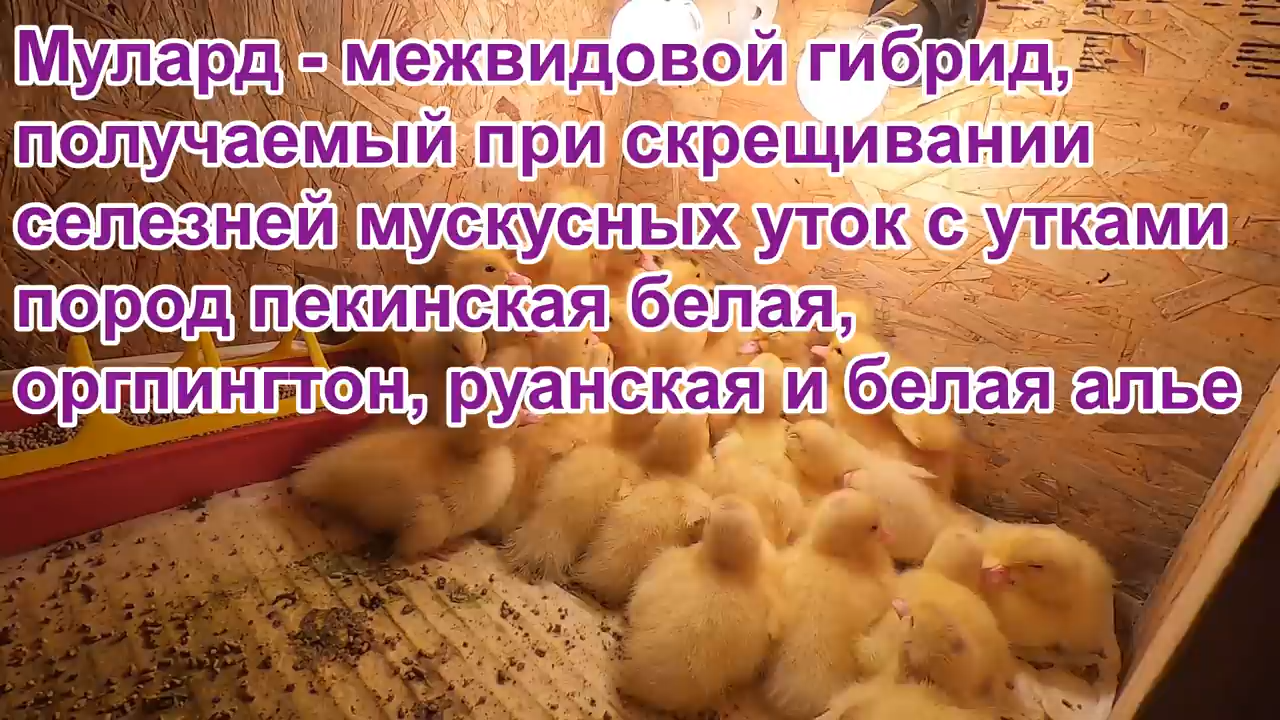 Мулард - межвидовой гибрид,
получаемый при скрещивании
селезней мускусных уток с утками
пород пекинская белая,
оргпингтон, руанская и белая алье